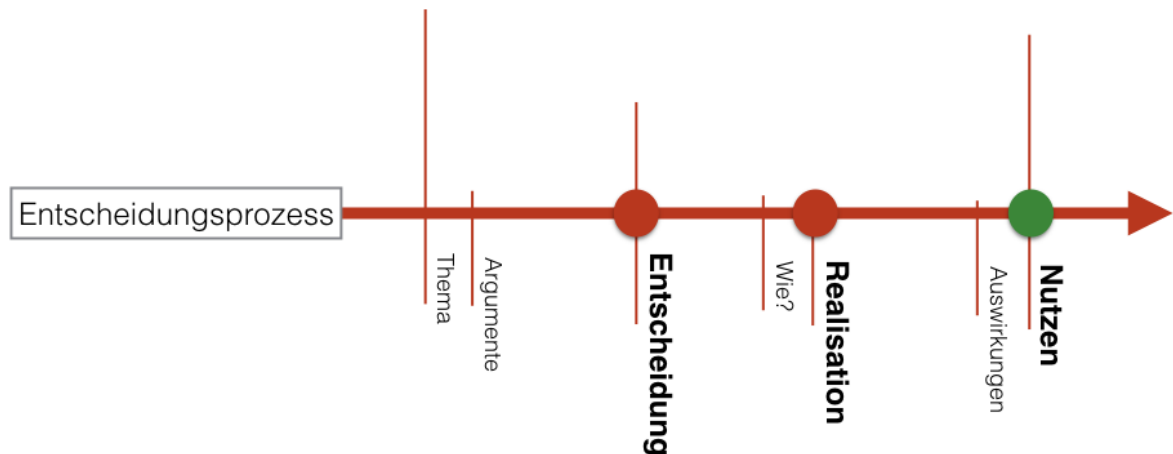 Entscheidungsprozess
Thema
Argumente
Entscheidung
Wie?
Realisation
Auswirkungen
Nutzen